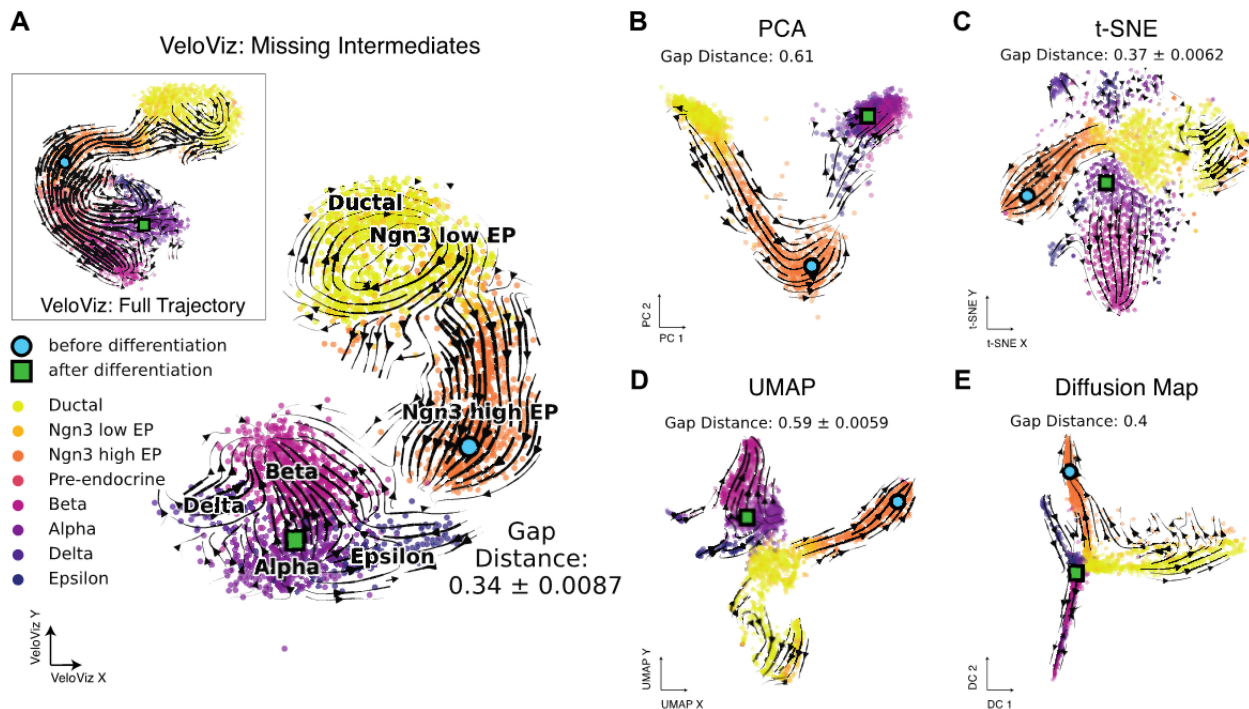 A
VeloViz: Missing Intermediates
VeloViz: Full Trajectory
before differentiation
after differentiation
Ductal
Ngn3 low EP
Ngn3 high EP
Pre-endocrine
Beta
Alpha
Delta
Epsilon
VeloViz Y
VeloViz X
Ductal
Ngn3 low EP
Ngn3 high EP
Beta
Delta
Epsilon
Alpha
Gap
Distance:
0.34 ± 0.0087
B
PCA
Gap Distance: 0.61
PC 2
PC 1
C
t-SNE
Gap Distance: 0.37 ± 0.0062
t-SNE Y
t-SNE X
D
UMAP
Gap Distance: 0.59 ± 0.0059
UMAP Y
UMAP X
E
Diffusion Map
Gap Distance: 0.4
DC 2
DC 1